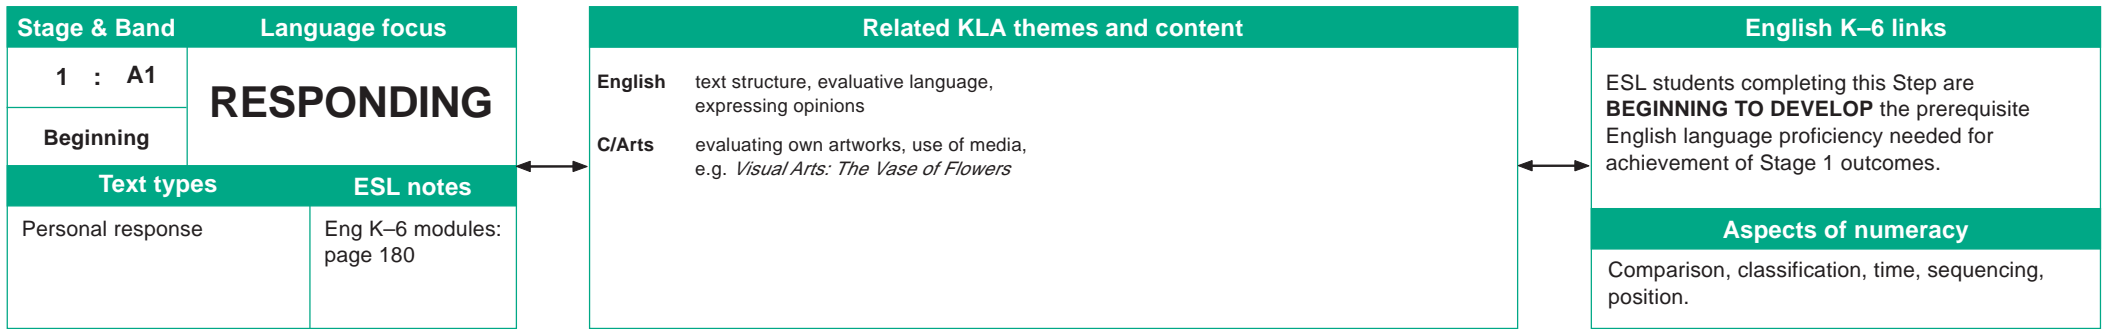 Stage & Band Language focus
1 : A1
Beginning
RESPONDING
Text types ESL notes
Personal response
Eng K–6 modules:
page 180
Related KLA themes and content
English text structure, evaluative language,
expressing opinions
C/Arts evaluating own artworks, use of media,
e.g. Visual Arts: The Vase of Flowers
English K–6 links
ESL students completing this Step are
BEGINNING TO DEVELOP the prerequisite
English language proficiency needed for
achievement of Stage 1 outcomes.
Aspects of numeracy
Comparison, classification, time, sequencing,
position.